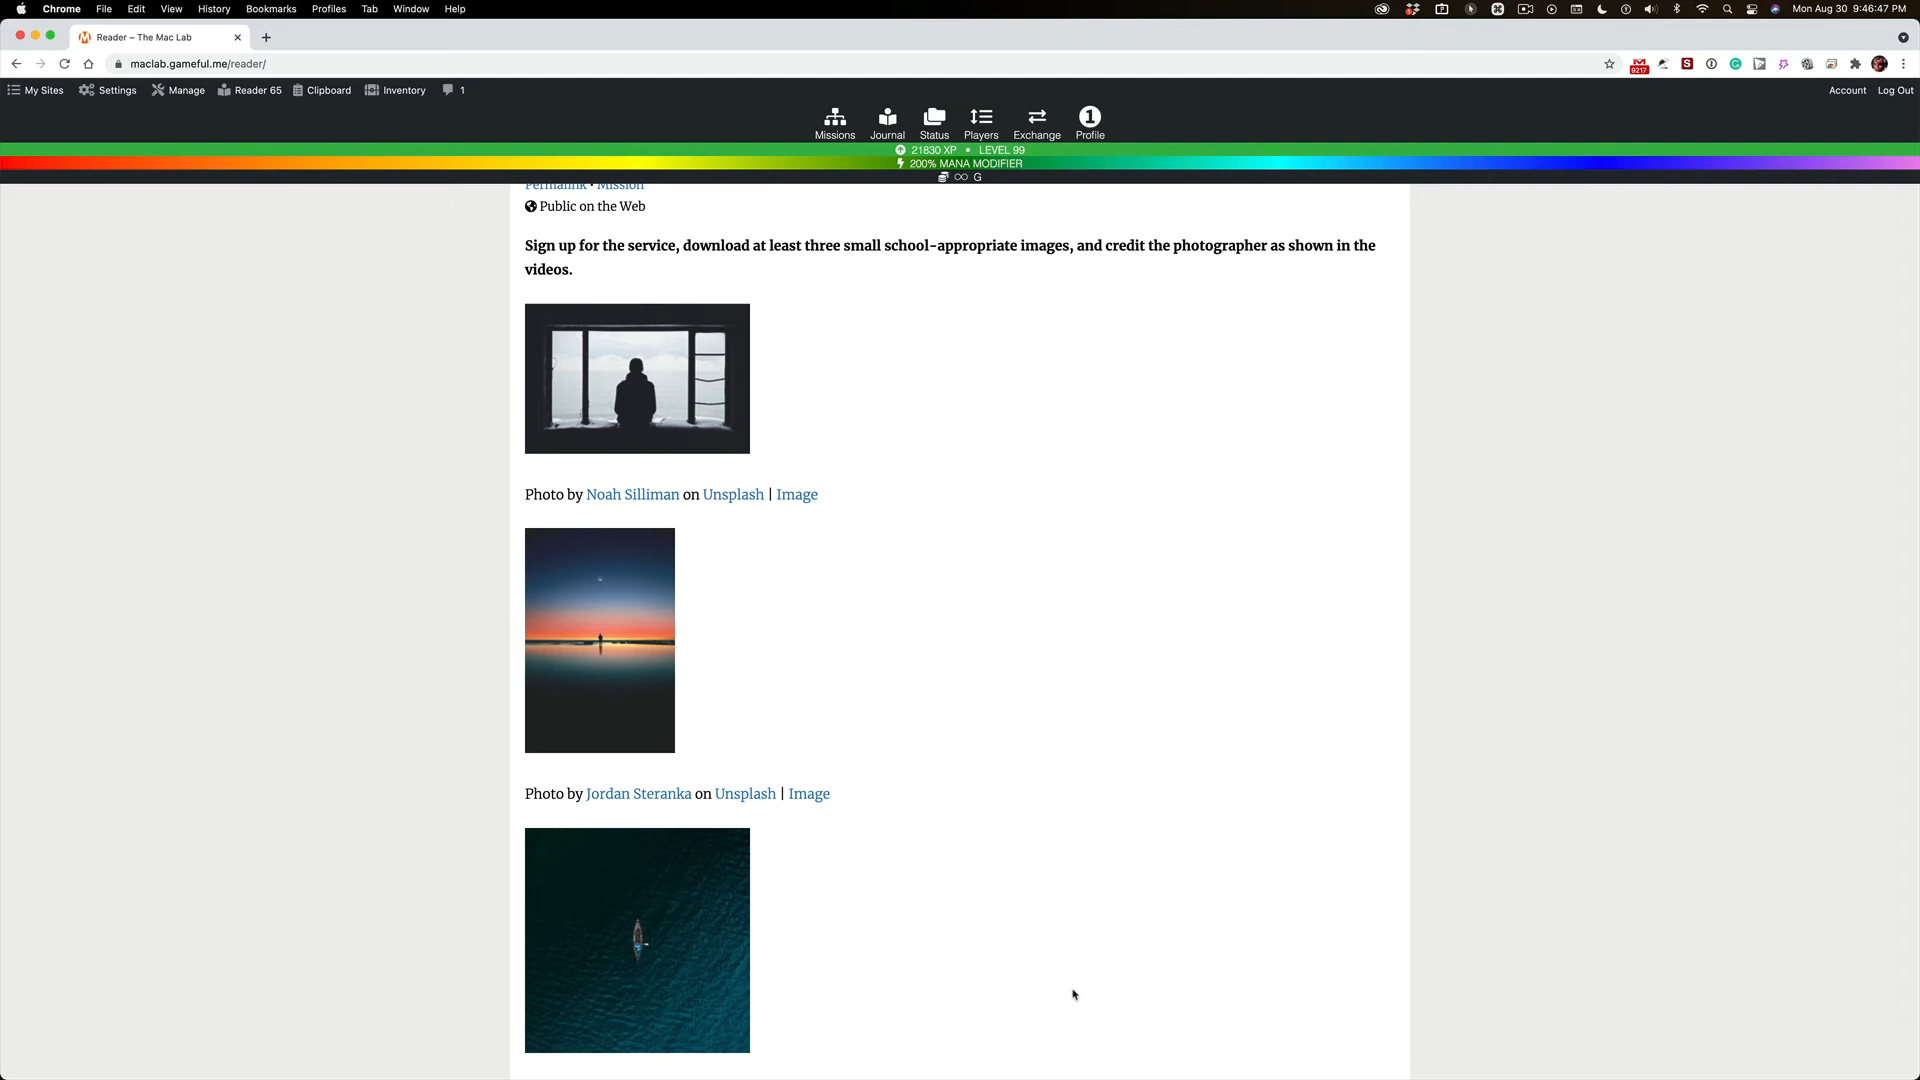 Chrome File Edit View History Bookmarks Profiles Tab Window Help Mon Aug 30 9:46:47 PM
Reader – The Mac Lab
maclab.gameful.me/reader/ 9217
My Sites Settings Manage Reader 65 Clipboard Inventory 1 Account Log Out
Missions Journal Status Players Exchange Profile
21830 XP • LEVEL 99
200% MANA MODIFIER
∞ G
Permalink • Mission
Public on the Web
Sign up for the service, download at least three small school-appropriate images, and credit the photographer as shown in the
videos.
Photo by Noah Silliman on Unsplash | Image
Photo by Jordan Steranka on Unsplash | Image